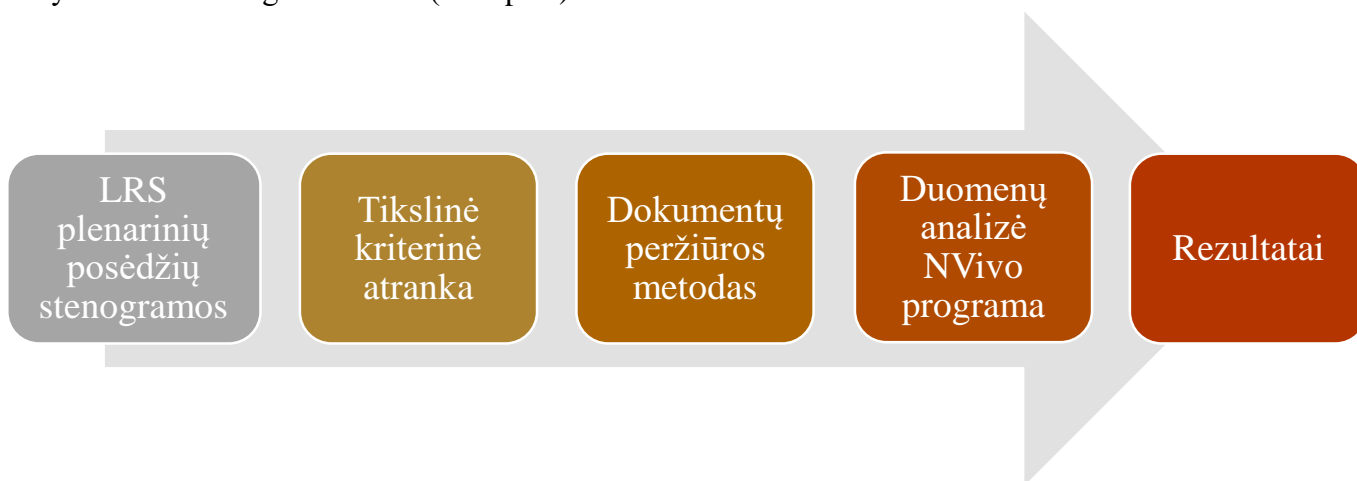 LRS
plenarinių
posėdžių
stenogramos
Tikslinė
kriterinė
atranka
Dokumentų
peržiūros
metodas
Duomenų
analizė
NVivo
programa
Rezultatai